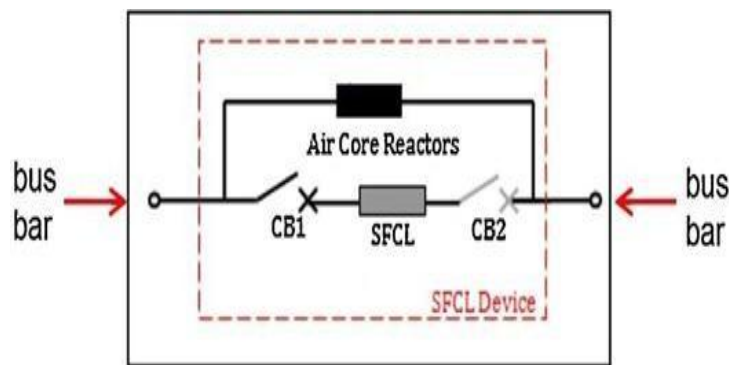 Air Core Reactors
bus
bar
CB1
SFCL
CB2
bus
bar
SFCL Device